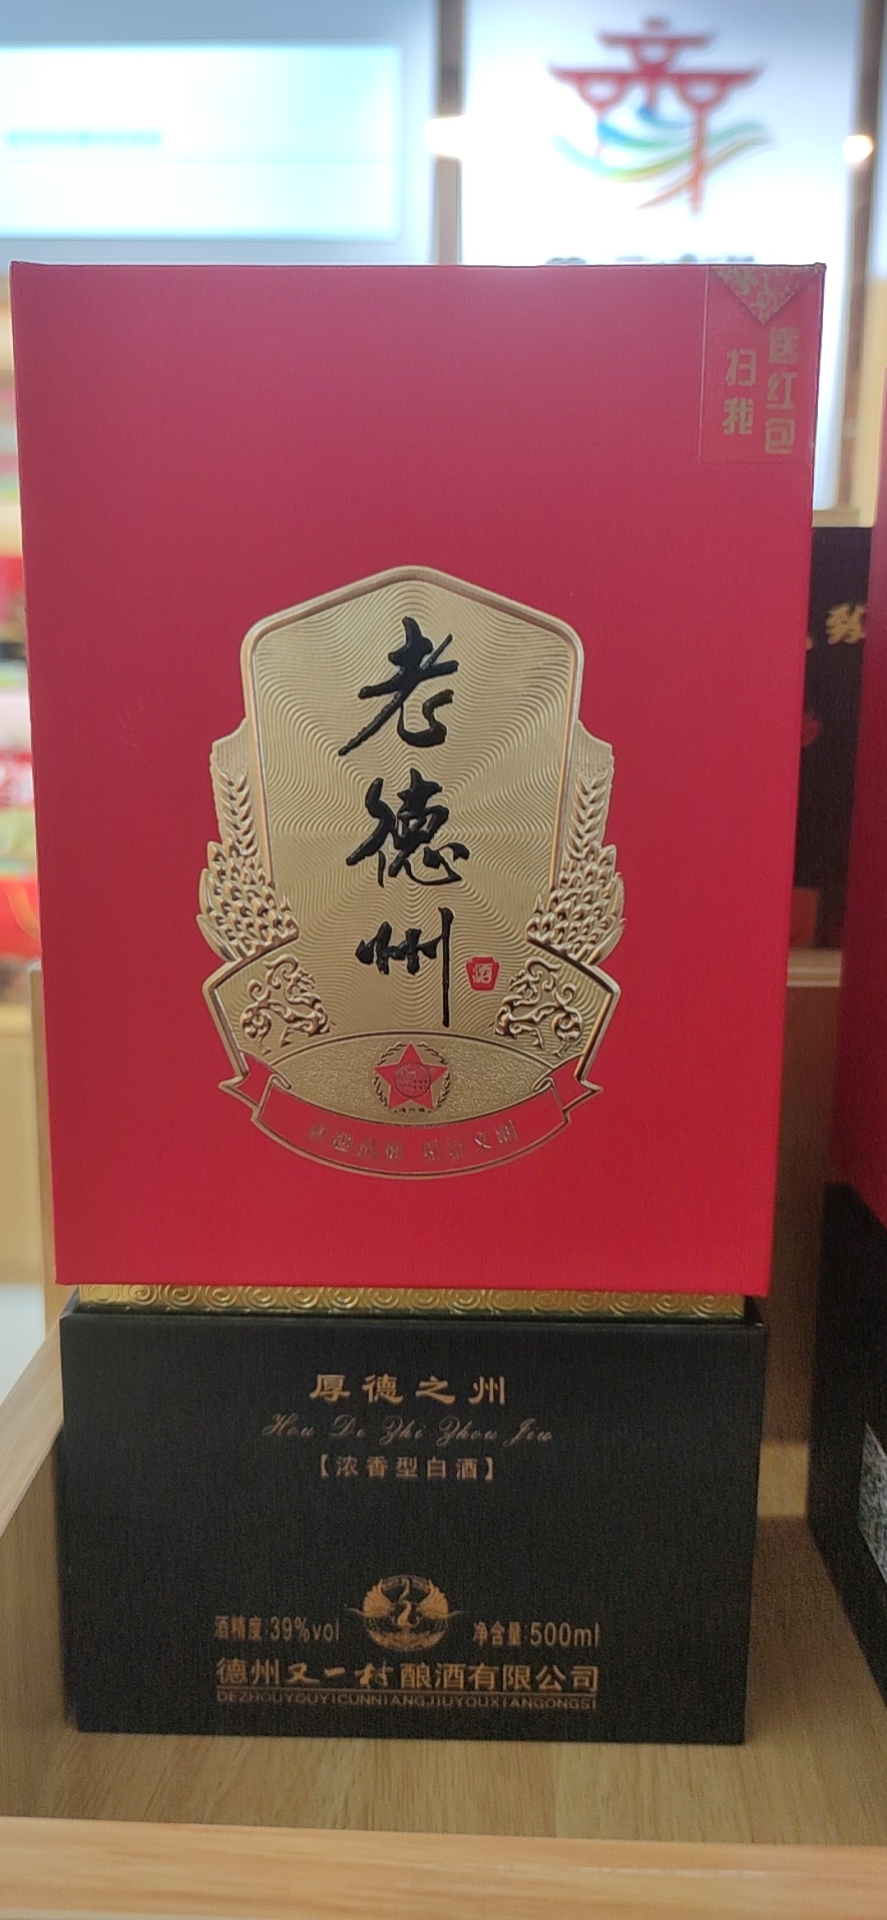 送红包
扫我
老德州
酒
厚德之州
Hou De Zhi Zhou Jiu
【浓香型白酒】
酒精度:39%vol
净含量:500ml
德州又一村酿酒有限公司
DEZHOUYOUYICUNNIANGJIUYOUXIANGONGSI